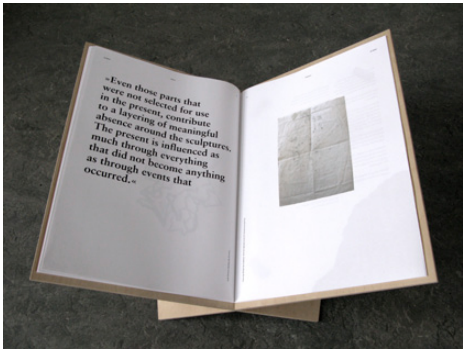 »Even those parts that
were not selected for use
in the present, contribute
to a layering of meaningful
absence around the sculptures.
The present is influenced as
much through everything
that did not become anything
as through events that
occurred.«